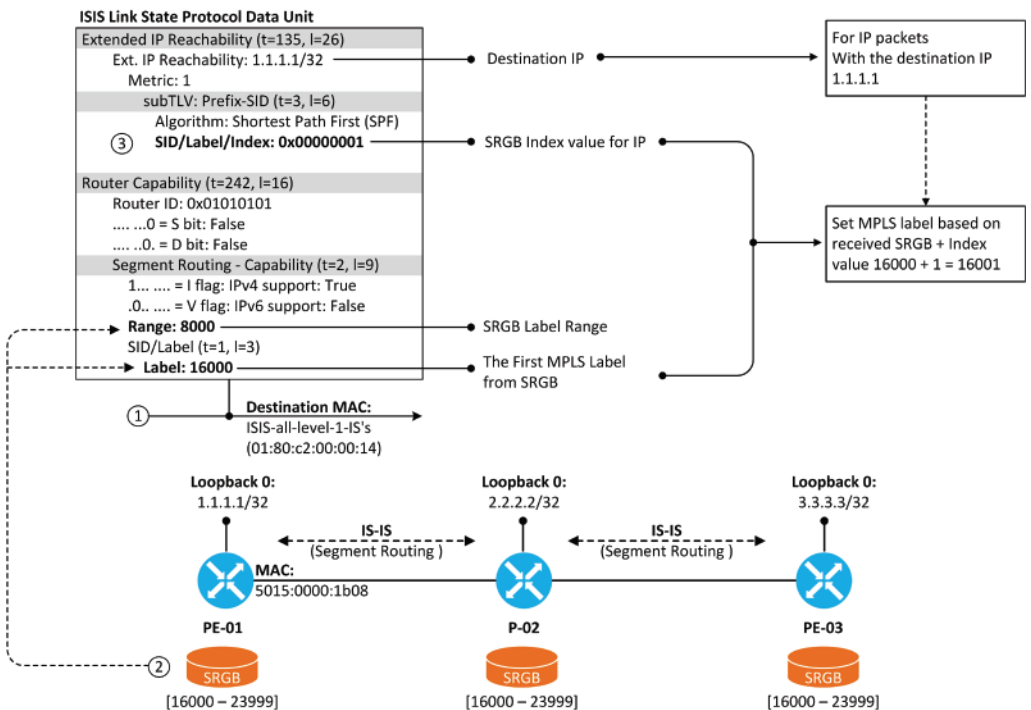 ISIS Link State Protocol Data Unit
Extended IP Reachability (t=135, l=26)
Ext. IP Reachability: 1.1.1.1/32
Metric: 1
subTLV: Prefix-SID (t=3, l=6)
Algorithm: Shortest Path First (SPF)
③ SID/Label/Index: 0x00000001
Router Capability (t=242, l=16)
Router ID: 0x01010101
.... ...0 = S bit: False
.... ..0. = D bit: False
Segment Routing - Capability (t=2, l=9)
1... .... = I flag: IPv4 support: True
.0.. .... = V flag: IPv6 support: False
Range: 8000
SID/Label (t=1, l=3)
Label: 16000
Destination IP
SRGB Index value for IP
SRGB Label Range
The First MPLS Label
from SRGB
For IP packets
With the destination IP
1.1.1.1
Set MPLS label based on
received SRGB + Index
value 16000 + 1 = 16001
①
Destination MAC:
ISIS-all-level-1-IS's
(01:80:c2:00:00:14)
Loopback 0:
1.1.1.1/32
Loopback 0:
2.2.2.2/32
Loopback 0:
3.3.3.3/32
IS-IS
(Segment Routing )
IS-IS
(Segment Routing )
MAC:
5015:0000:1b08
PE-01
P-02
PE-03
②
SRGB
SRGB
SRGB
[16000 – 23999]
[16000 – 23999]
[16000 – 23999]